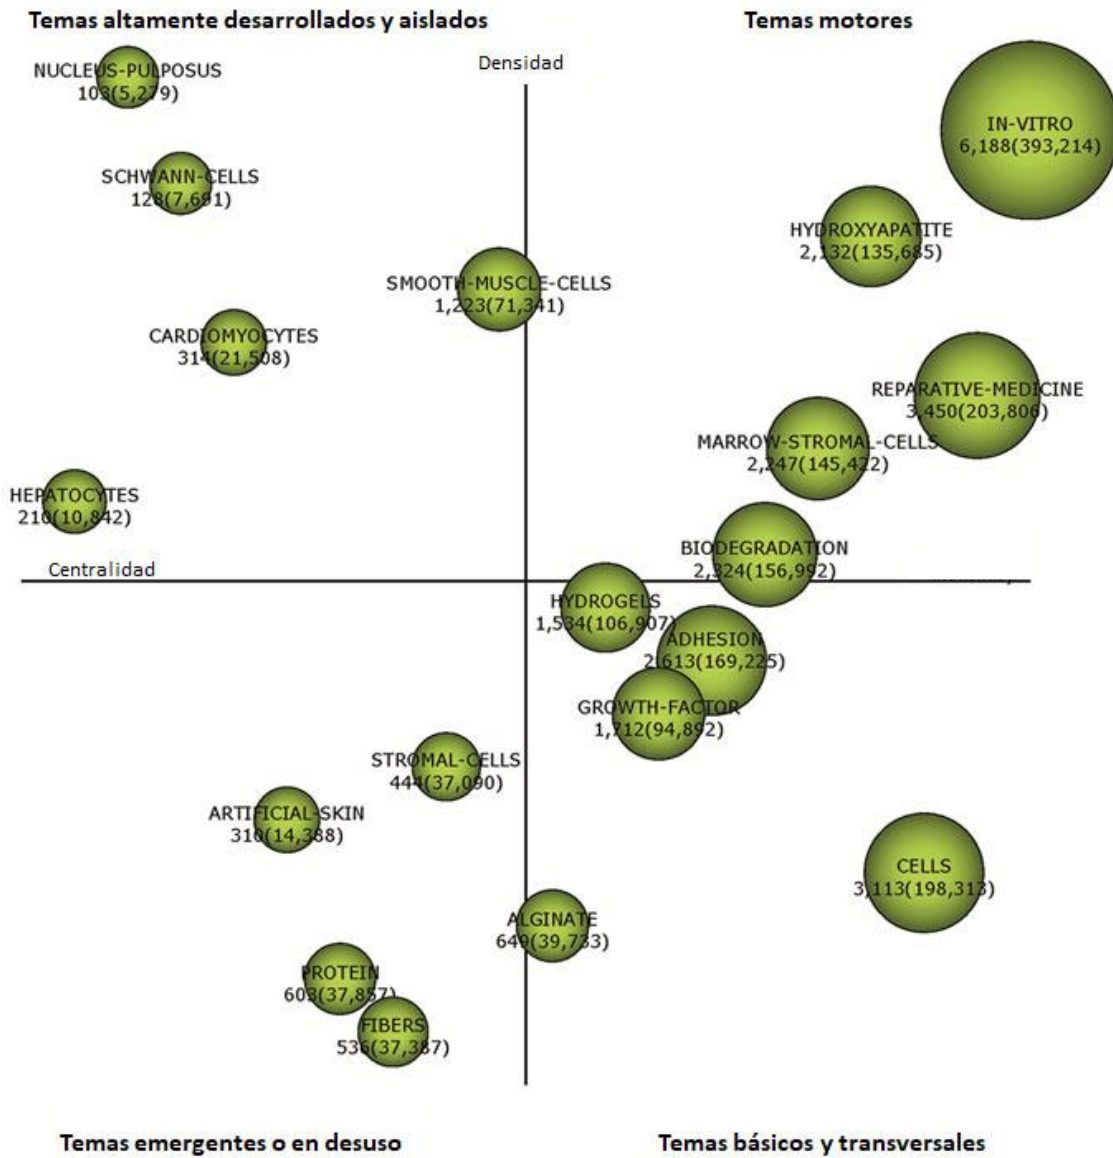 Temas altamente desarrollados y aislados
Temas motores
Densidad
NUCLEUS-PULPOSUS
103(5,279)
IN-VITRO
6,188(393,214)
SCHWANN-CELLS
128(7,691)
HYDROXYAPATITE
2,132(135,685)
SMOOTH-MUSCLE-CELLS
1,223(71,341)
CARDIOMYOCYTES
314(21,508)
REPARATIVE-MEDICINE
3,450(203,806)
MARROW-STROMAL-CELLS
2,247(145,422)
HEPATOCYTES
210(10,842)
BIODEGRADATION
2,324(156,992)
Centralidad
HYDROGELS
1,534(106,907)
ADHESION
2,613(169,225)
GROWTH-FACTOR
1,712(94,892)
STROMAL-CELLS
444(37,090)
ARTIFICIAL-SKIN
310(14,388)
CELLS
3,113(198,313)
ALGINATE
649(39,733)
PROTEIN
603(37,857)
FIBERS
536(37,387)
Temas emergentes o en desuso
Temas básicos y transversales